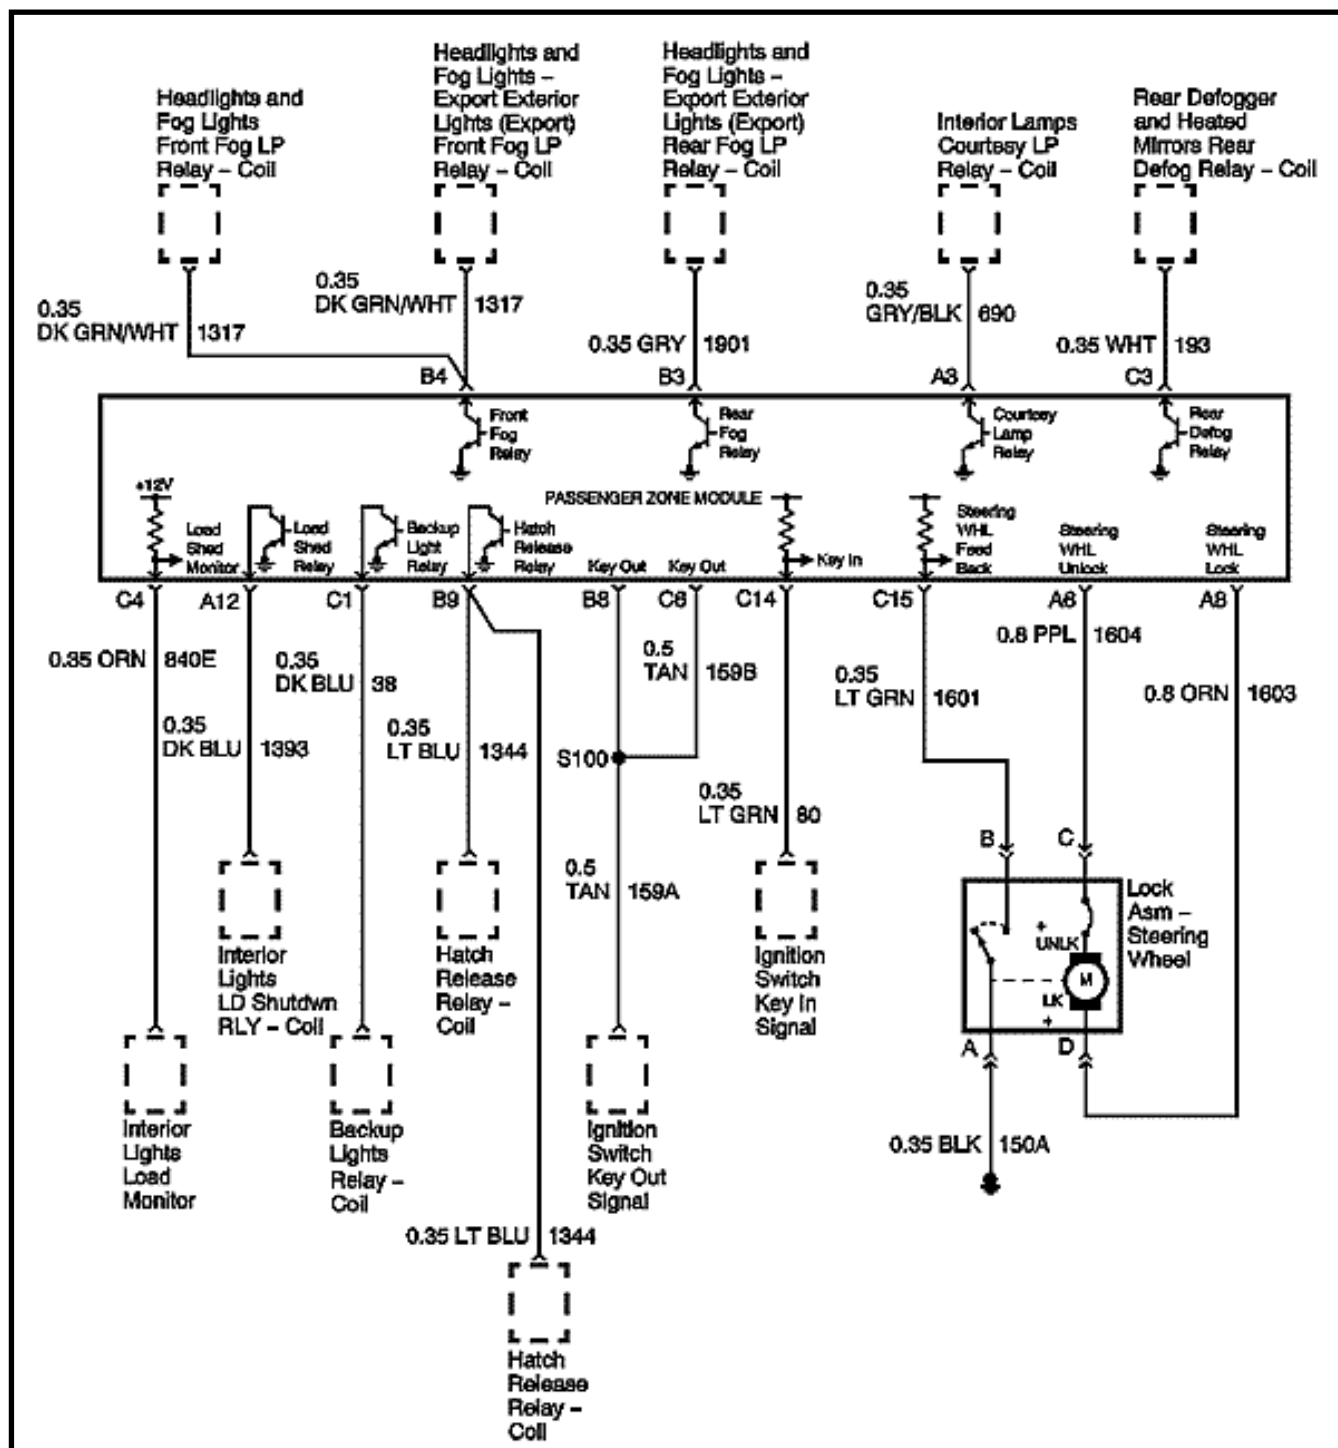 Headlights and
Fog Lights
Front Fog LP
Relay – Coil
Headlights and
Fog Lights –
Export Exterior
Lights (Export)
Front Fog LP
Relay – Coil
Headlights and
Fog Lights –
Export Exterior
Lights (Export)
Rear Fog LP
Relay – Coil
Interior Lamps
Courtesy LP
Relay – Coil
Rear Defogger
and Heated
Mirrors Rear
Defog Relay – Coil
0.35
DK GRN/WHT 1317
0.35
DK GRN/WHT 1317
0.35 GRY 1901
0.35
GRY/BLK 690
0.35 WHT 193
B4
B3
A3
C3
Front
Fog
Relay
Rear
Fog
Relay
Courtesy
Lamp
Relay
Rear
Defog
Relay
PASSENGER ZONE MODULE
+12V
Load
Shed
Monitor
Load
Shed
Relay
Backup
Light
Relay
Hatch
Release
Relay
Key Out
Key Out
Key In
Steering
WHL
Feed
Back
Steering
WHL
Unlock
Steering
WHL
Lock
C4
A12
C1
B9
B8
C6
C14
C15
A6
A8
0.35 ORN 840E
0.35
DK BLU 1393
0.35
DK BLU 38
0.35
LT BLU 1344
0.5
TAN 159B
S100
0.5
TAN 159A
0.35
LT GRN 80
0.35
LT GRN 1601
0.8 PPL 1604
0.8 ORN 1603
B
C
+
UNLK
M
LK
+
A
D
Lock
Asm –
Steering
Wheel
0.35 BLK 150A
Interior
Lights
LD Shutdwn
RLY – Coil
Hatch
Release
Relay –
Coil
Ignition
Switch
Key In
Signal
Interior
Lights
Load
Monitor
Backup
Lights
Relay –
Coil
Ignition
Switch
Key Out
Signal
0.35 LT BLU 1344
Hatch
Release
Relay –
Coil